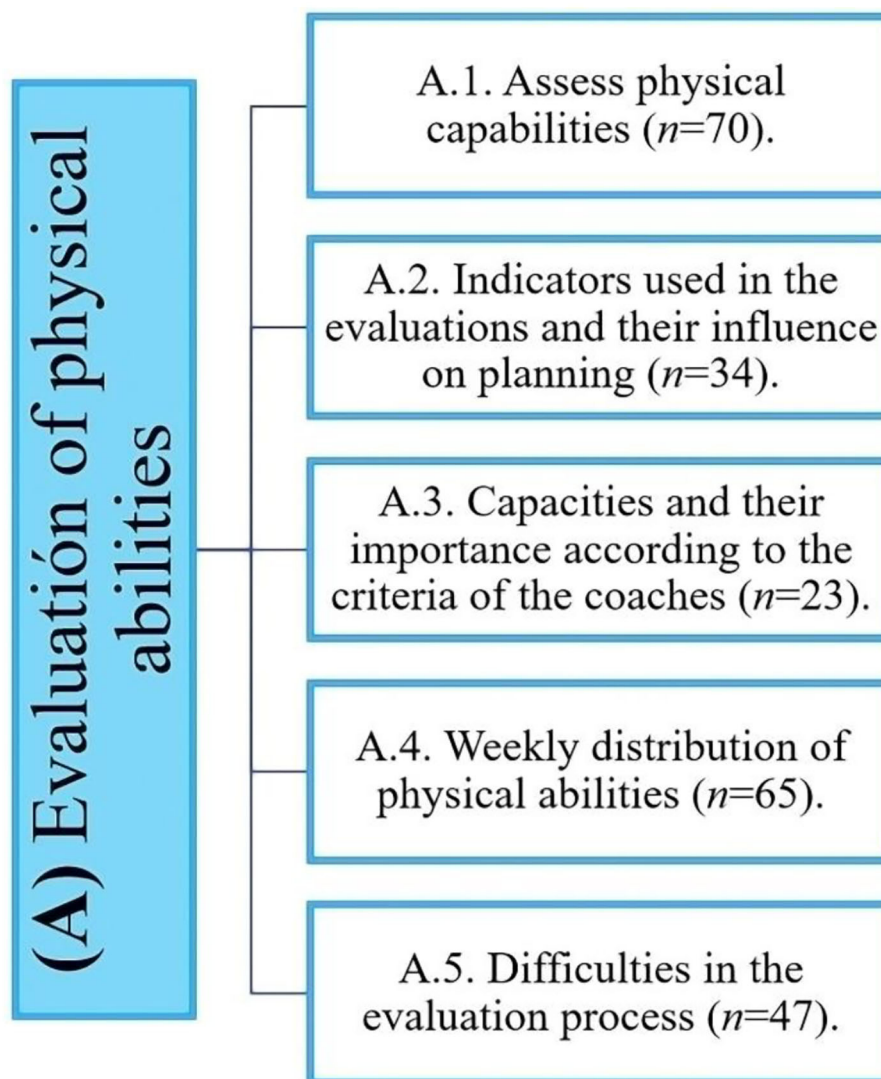 (A) Evaluatión of physical
abilities
A.1. Assess physical
capabilities (n=70).
A.2. Indicators used in the
evaluations and their influence
on planning (n=34).
A.3. Capacities and their
importance according to the
criteria of the coaches (n=23).
A.4. Weekly distribution of
physical abilities (n=65).
A.5. Difficulties in the
evaluation process (n=47).